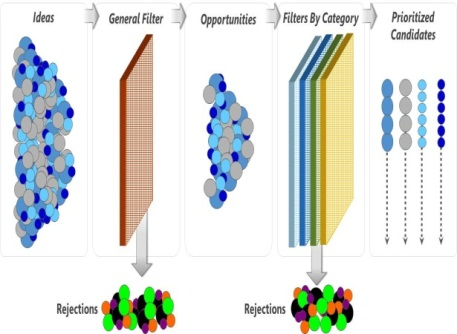 Ideas
General Filter
Opportunities
Filters By Category
Prioritized
Candidates
Rejections
Rejections